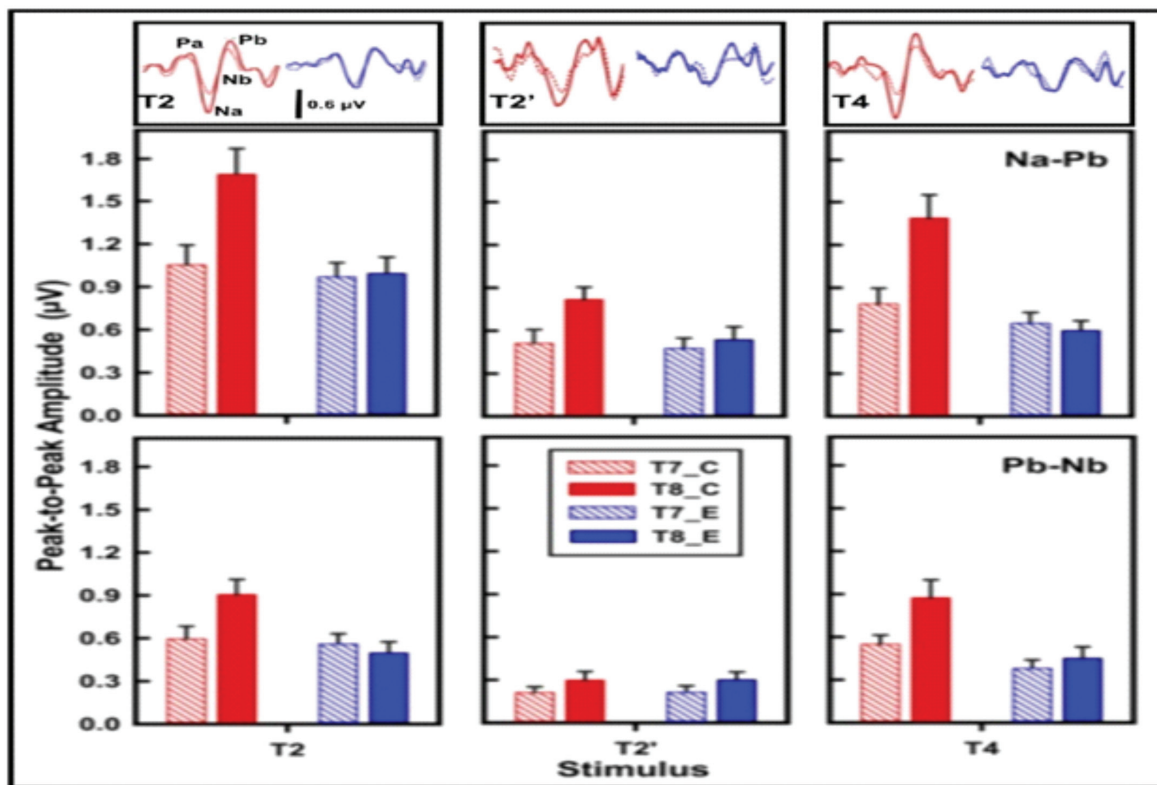 Pa
Pb
Nb
Na
T2
0.6 µV
T2'
T4
Na-Pb
Peak-to-Peak Amplitude (µV)
1.8
1.5
1.2
0.9
0.6
0.3
0.0
Pb-Nb
1.8
1.5
1.2
0.9
0.6
0.3
0.0
T7_C
T8_C
T7_E
T8_E
T2
T2'
T4
Stimulus